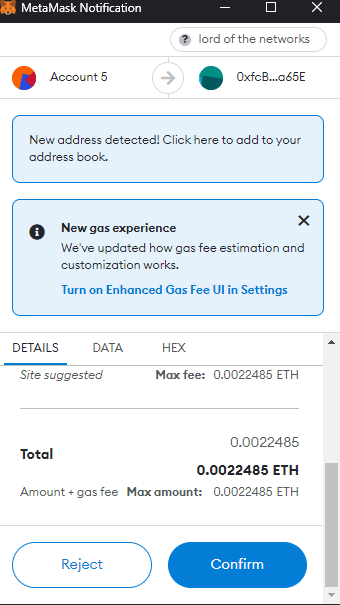 MetaMask Notification
? lord of the networks
Account 5
0xfcB...a65E
New address detected! Click here to add to your
address book.
New gas experience
We've updated how gas fee estimation and
customization works.
Turn on Enhanced Gas Fee UI in Settings
DETAILS DATA HEX
Site suggested Max fee: 0.0022485 ETH
0.0022485
Total
0.0022485 ETH
Amount + gas fee Max amount: 0.0022485 ETH
Reject Confirm